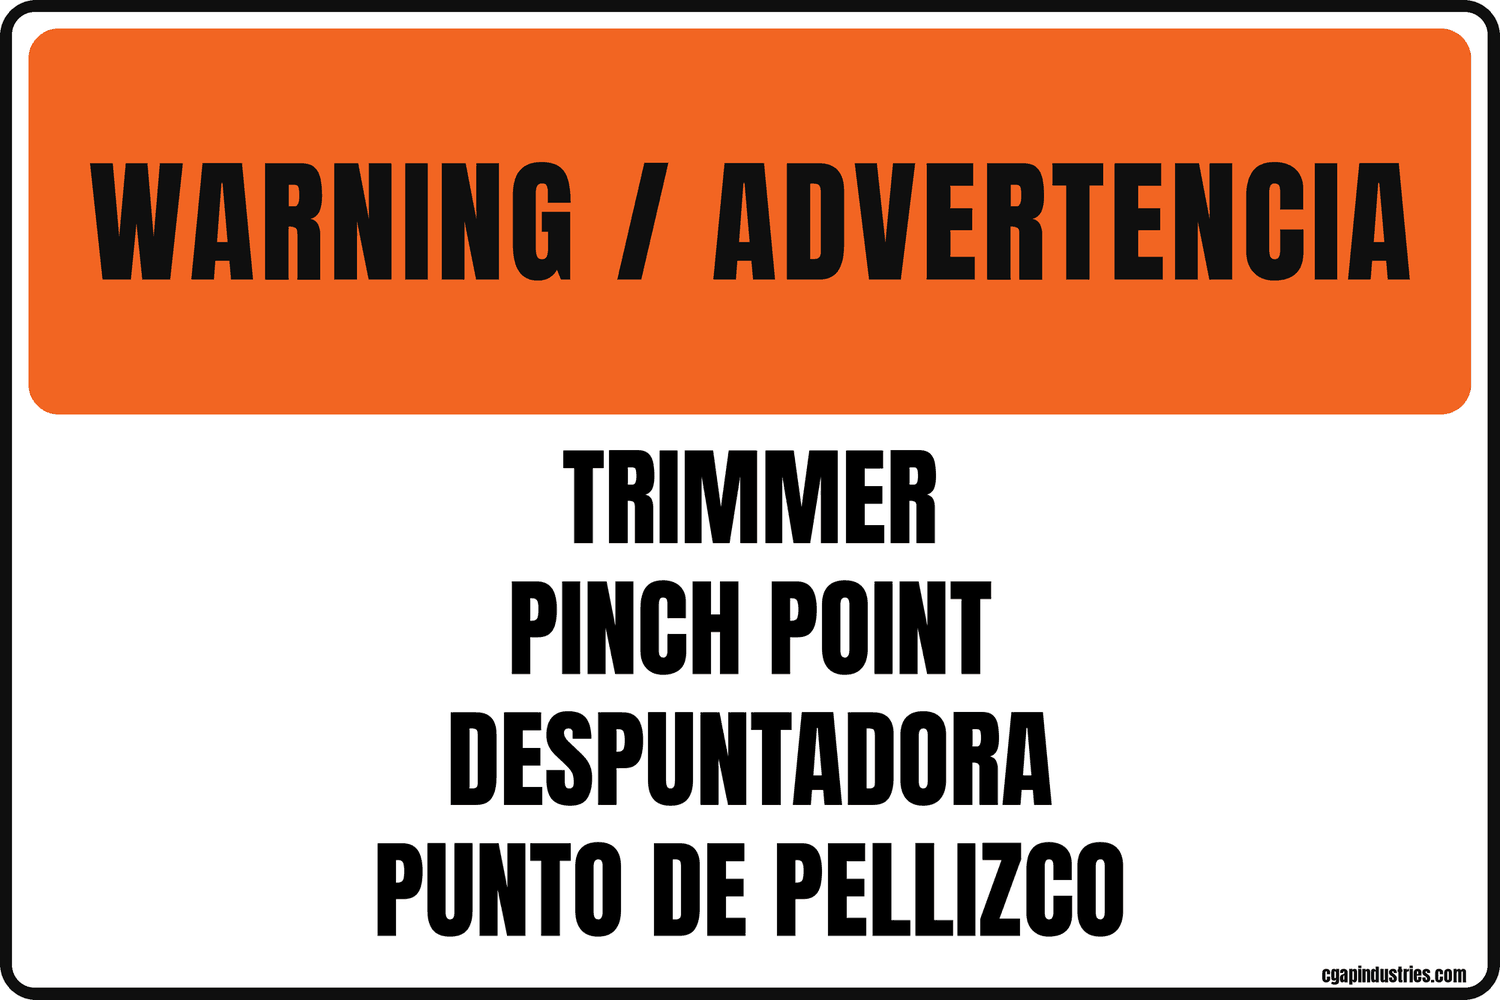 WARNING / ADVERTENCIA
TRIMMER
PINCH POINT
DESPUNTADORA
PUNTO DE PELLIZCO
cgapindustries.com